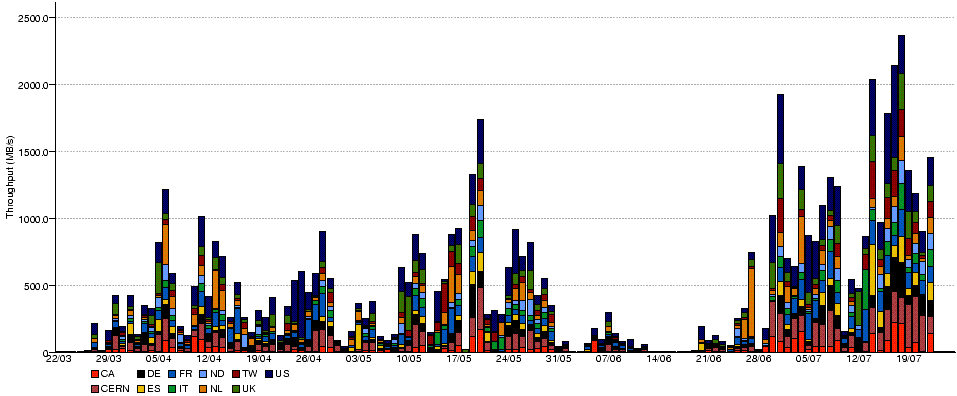 2500.0
2000.0
1500.0
1000.0
500.0
0
Throughput (MB/s)
22/03 29/03 05/04 12/04 19/04 26/04 03/05 10/05 17/05 24/05 31/05 07/06 14/06 21/06 28/06 05/07 12/07 19/07
CA DE FR ND TW US
CERN ES IT NL UK